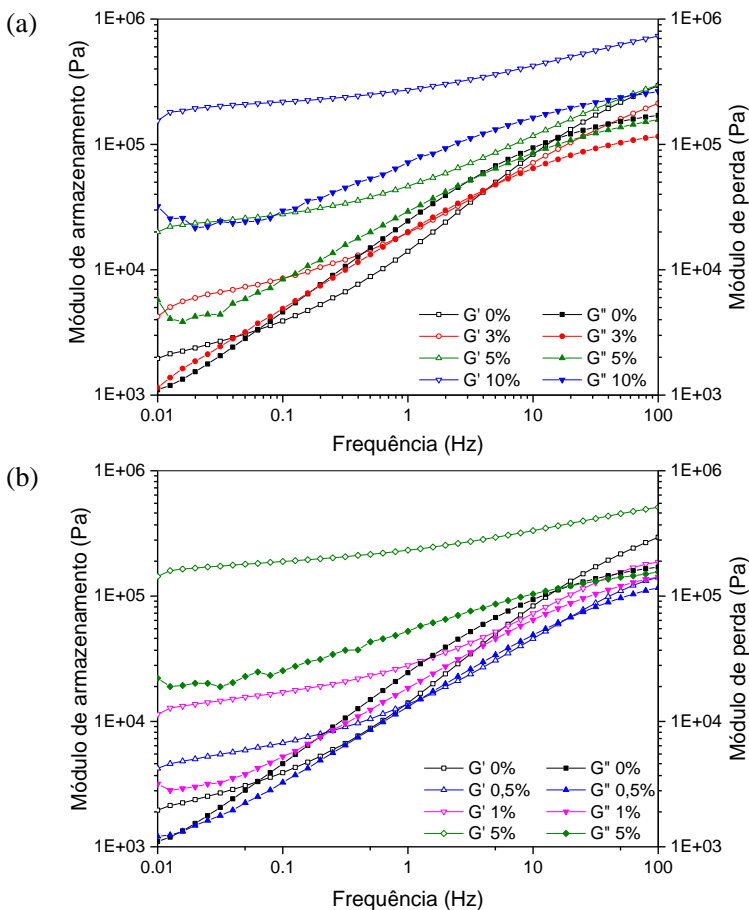 (a)
1E+06
1E+05
1E+04
1E+03
Módulo de armazenamento (Pa)
1E+06
1E+05
1E+04
1E+03
Módulo de perda (Pa)
G' 0% G" 0%
G' 3% G" 3%
G' 5% G" 5%
G' 10% G" 10%
0.01 0.1 1 10 100
Frequência (Hz)
(b)
1E+06
1E+05
1E+04
1E+03
Módulo de armazenamento (Pa)
1E+06
1E+05
1E+04
1E+03
Módulo de perda (Pa)
G' 0% G" 0%
G' 0,5% G" 0,5%
G' 1% G" 1%
G' 5% G" 5%
0.01 0.1 1 10 100
Frequência (Hz)